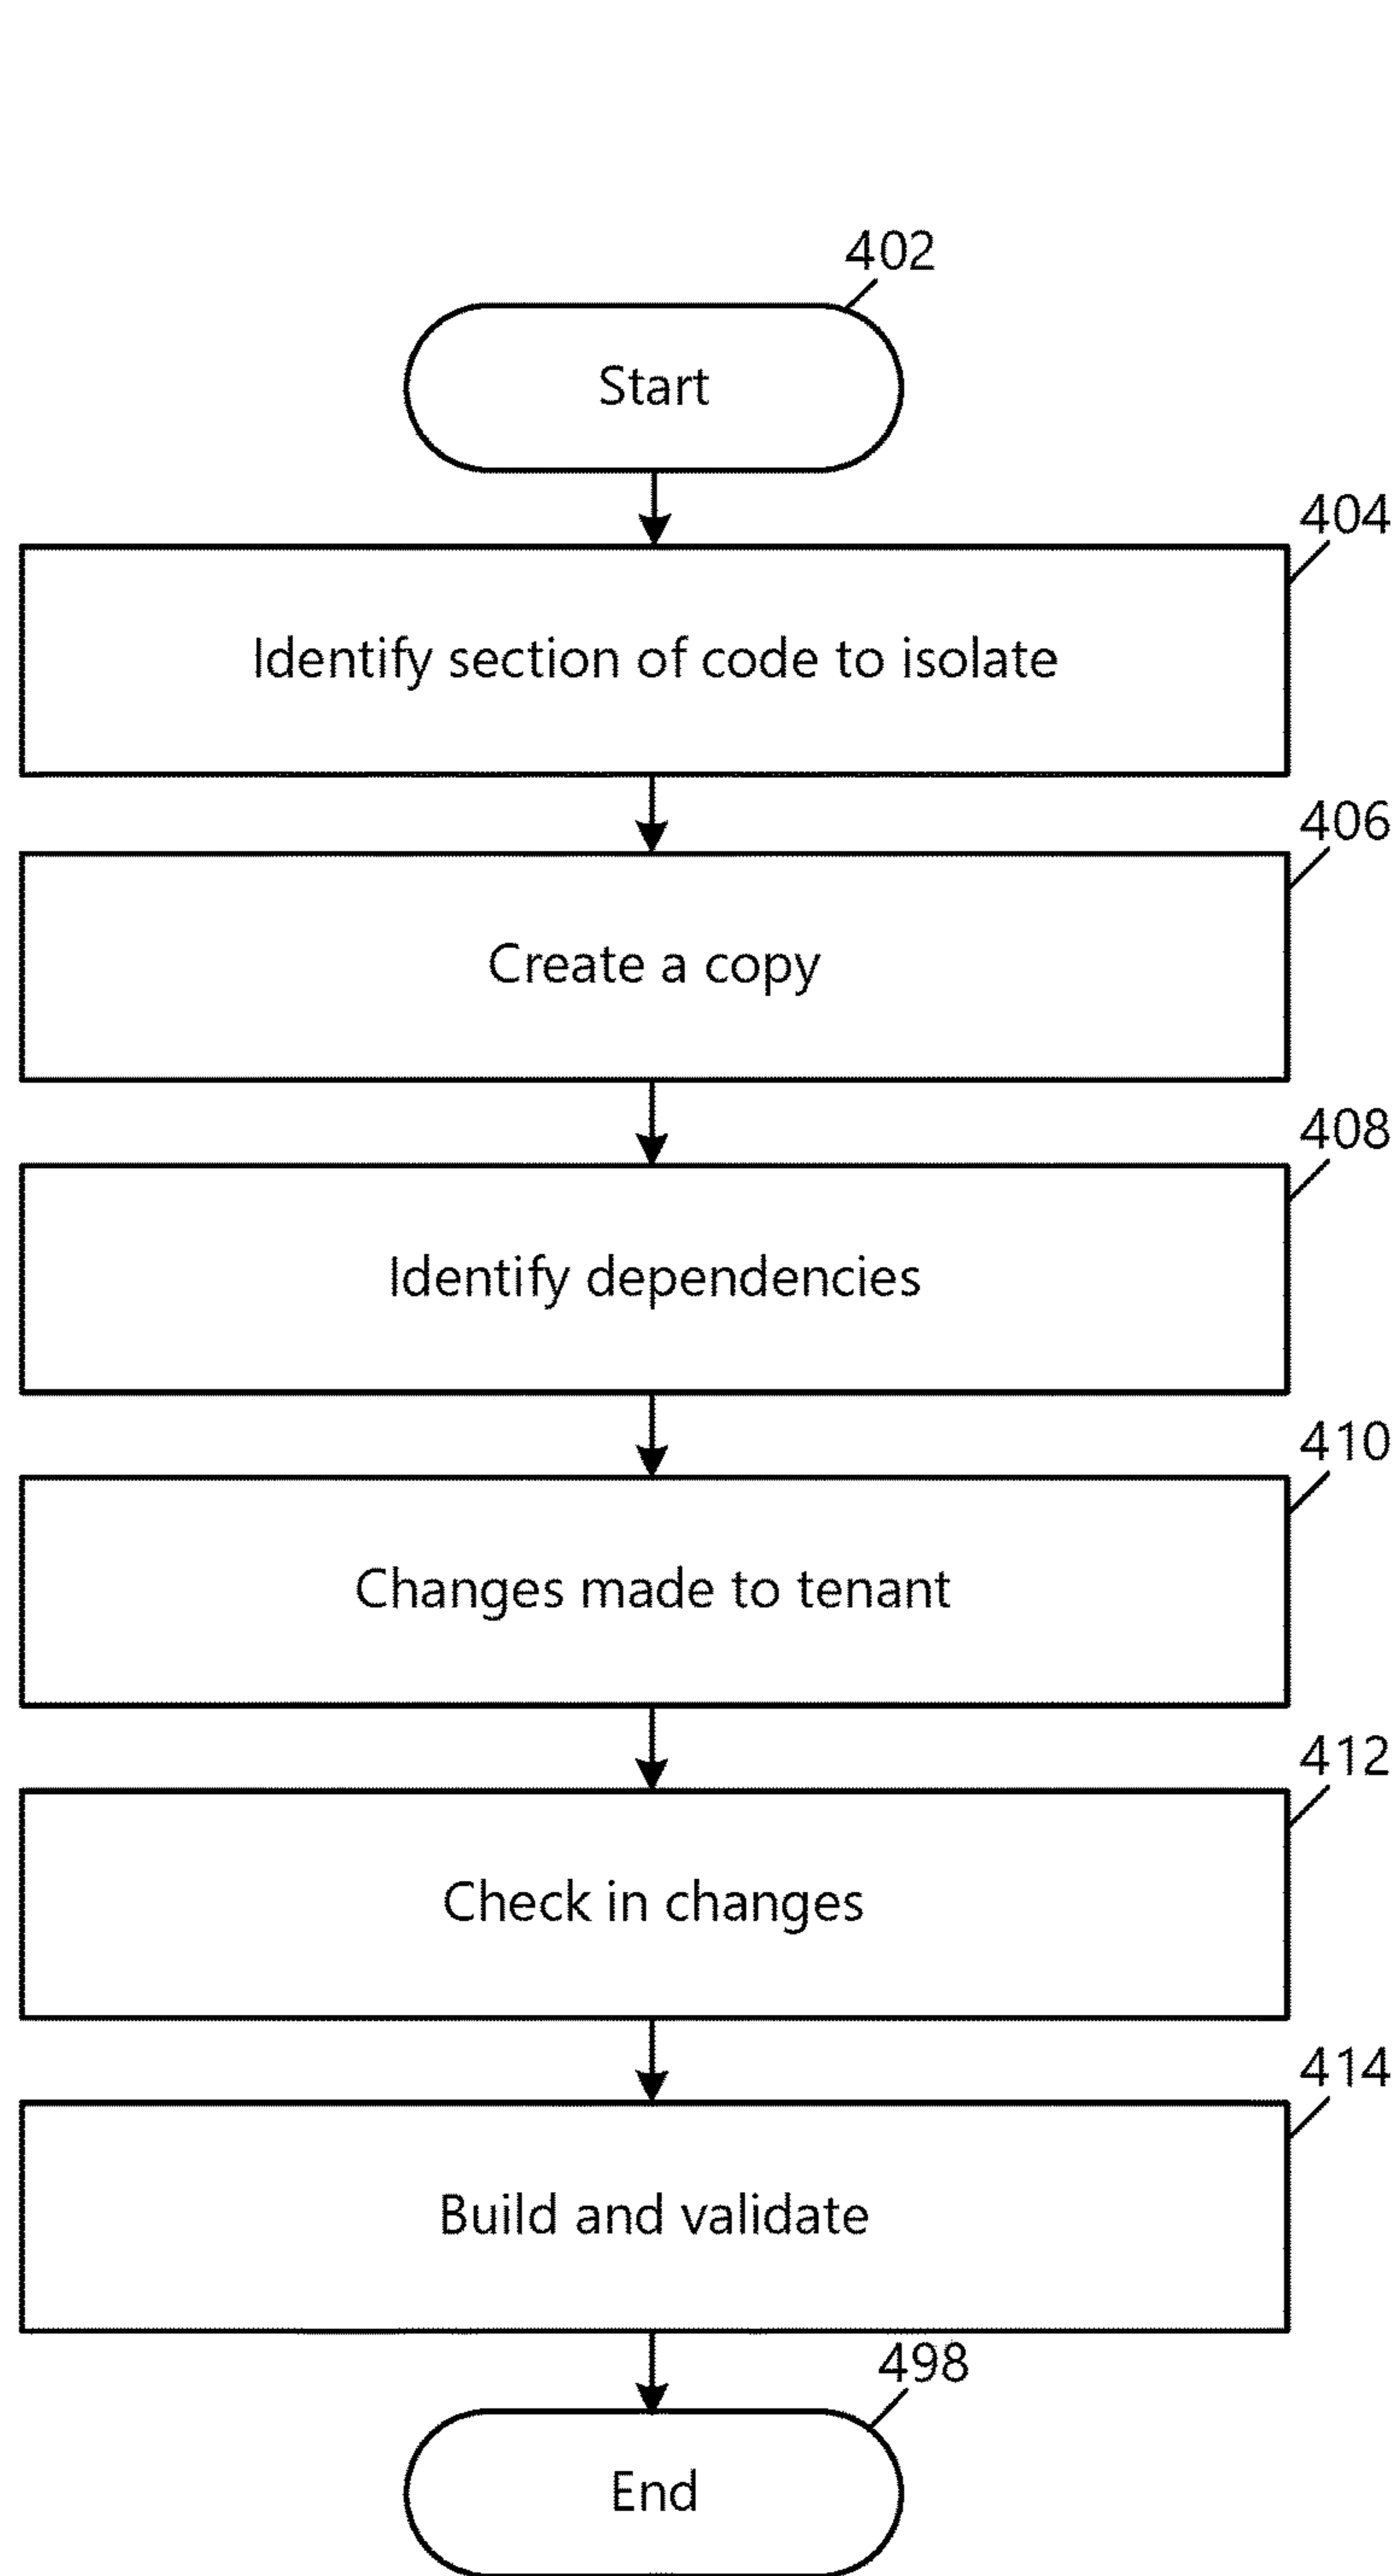 402
Start
404
Identify section of code to isolate
406
Create a copy
408
Identify dependencies
410
Changes made to tenant
412
Check in changes
414
Build and validate
498
End